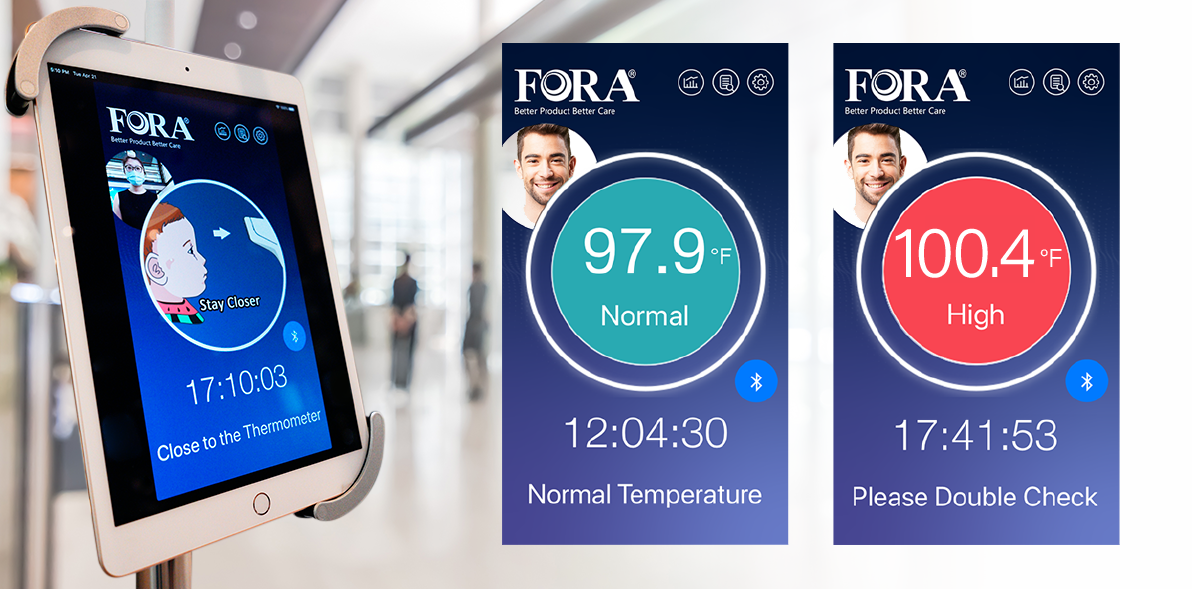 5:10 PM Tue Apr 21
FORA®
Better Product Better Care
Stay Closer
17:10:03
Close to the Thermometer
FORA®
Better Product Better Care
97.9 °F
Normal
12:04:30
Normal Temperature
FORA®
Better Product Better Care
100.4 °F
High
17:41:53
Please Double Check